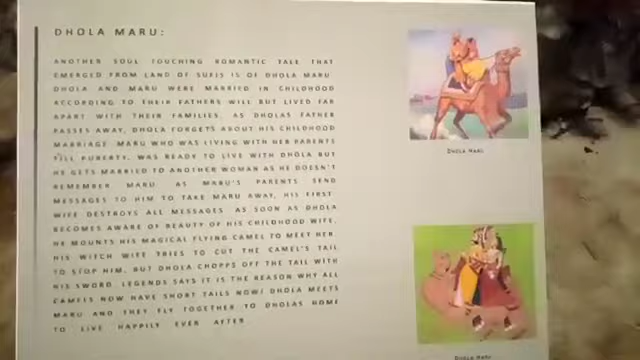 DHOLA MARU:
ANOTHER SOUL TOUCHING ROMANTIC TALE THAT
EMERGED FROM LAND OF SUFIS IS OF DHOLA MARU.
DHOLA AND MARU WERE MARRIED IN CHILDHOOD
ACCORDING TO THEIR FATHERS WILL BUT LIVED FAR
APART WITH THEIR FAMILIES. AS DHOLAS FATHER
PASSES AWAY, DHOLA FORGETS ABOUT HIS CHILDHOOD
MARRIAGE. MARU WHO WAS LIVING WITH HER PARENTS
TILL PUBERTY, WAS READY TO LIVE WITH DHOLA BUT
HE GETS MARRIED TO ANOTHER WOMAN AS HE DOESN'T
REMEMBER MARU. AS MARU'S PARENTS SEND
MESSAGES TO HIM TO TAKE MARU AWAY, HIS FIRST
WIFE DESTROYS ALL MESSAGES. AS SOON AS DHOLA
BECOMES AWARE OF BEAUTY OF HIS CHILDHOOD WIFE,
HE MOUNTS HIS MAGICAL FLYING CAMEL TO MEET HER.
HIS WITCH WIFE TRIES TO CUT THE CAMEL'S TAIL
TO STOP HIM, BUT DHOLA CHOPPS OFF THE TAIL WITH
HIS SWORD. LEGENDS SAYS IT IS THE REASON WHY ALL
CAMELS NOW HAVE SHORT TAILS NOW! DHOLA MEETS
MARU AND THEY FLY TOGETHER TO DHOLAS HOME
TO LIVE HAPPILY EVER AFTER
DHOLA MARU
DHOLA MARU